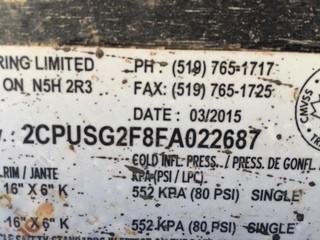 RING LIMITED PH : (519) 765-1717
ON N5H 2R3 FAX: (519) 765-1725
DATE : 03/2015
2CPUSG2F8FA022687
COLD INFL. PRESS. / PRESS. DE GONFL.
RIM / JANTE KPA(PSI / LPC)
16" X 6" K 552 KPA (80 PSI) SINGLE
16" X 6" K 552 KPA (80 PSI) SINGLE
CMVSS